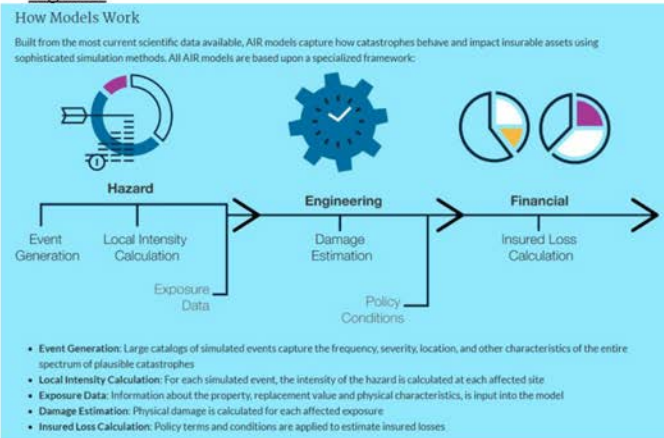 How Models Work
Built from the most current scientific data available, AIR models capture how catastrophes behave and impact insurable assets using
sophisticated simulation methods. All AIR models are based upon a specialized framework:
Hazard
Engineering
Financial
Event
Generation
Local Intensity
Calculation
Damage
Estimation
Insured Loss
Calculation
Exposure
Data
Policy
Conditions
• Event Generation: Large catalogs of simulated events capture the frequency, severity, location, and other characteristics of the entire
spectrum of plausible catastrophes
• Local Intensity Calculation: For each simulated event, the intensity of the hazard is calculated at each affected site
• Exposure Data: Information about the property, replacement value and physical characteristics, is input into the model
• Damage Estimation: Physical damage is calculated for each affected exposure
• Insured Loss Calculation: Policy terms and conditions are applied to estimate insured losses